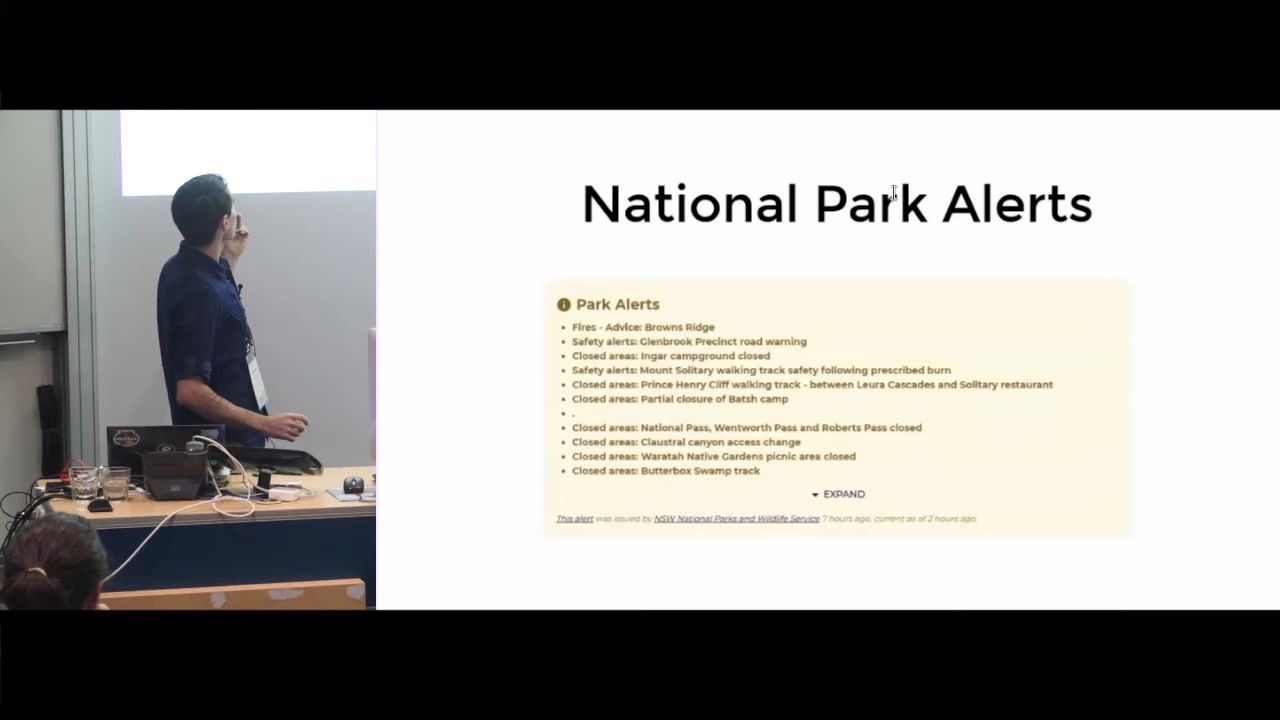 National Park Alerts
Park Alerts
• Fires - Advice: Browns Ridge
• Safety alerts: Glenbrook Precinct road warning
• Closed areas: Ingar campground closed
• Safety alerts: Mount Solitary walking track safety following prescribed burn
• Closed areas: Prince Henry Cliff walking track - between Leura Cascades and Solitary restaurant
• Closed areas: Partial closure of Batsh camp
• .
• Closed areas: National Pass, Wentworth Pass and Roberts Pass closed
• Closed areas: Claustral canyon access change
• Closed areas: Waratah Native Gardens picnic area closed
• Closed areas: Butterbox Swamp track
EXPAND
This alert was issued by NSW National Parks and Wildlife Service 7 hours ago, current as of 2 hours ago.